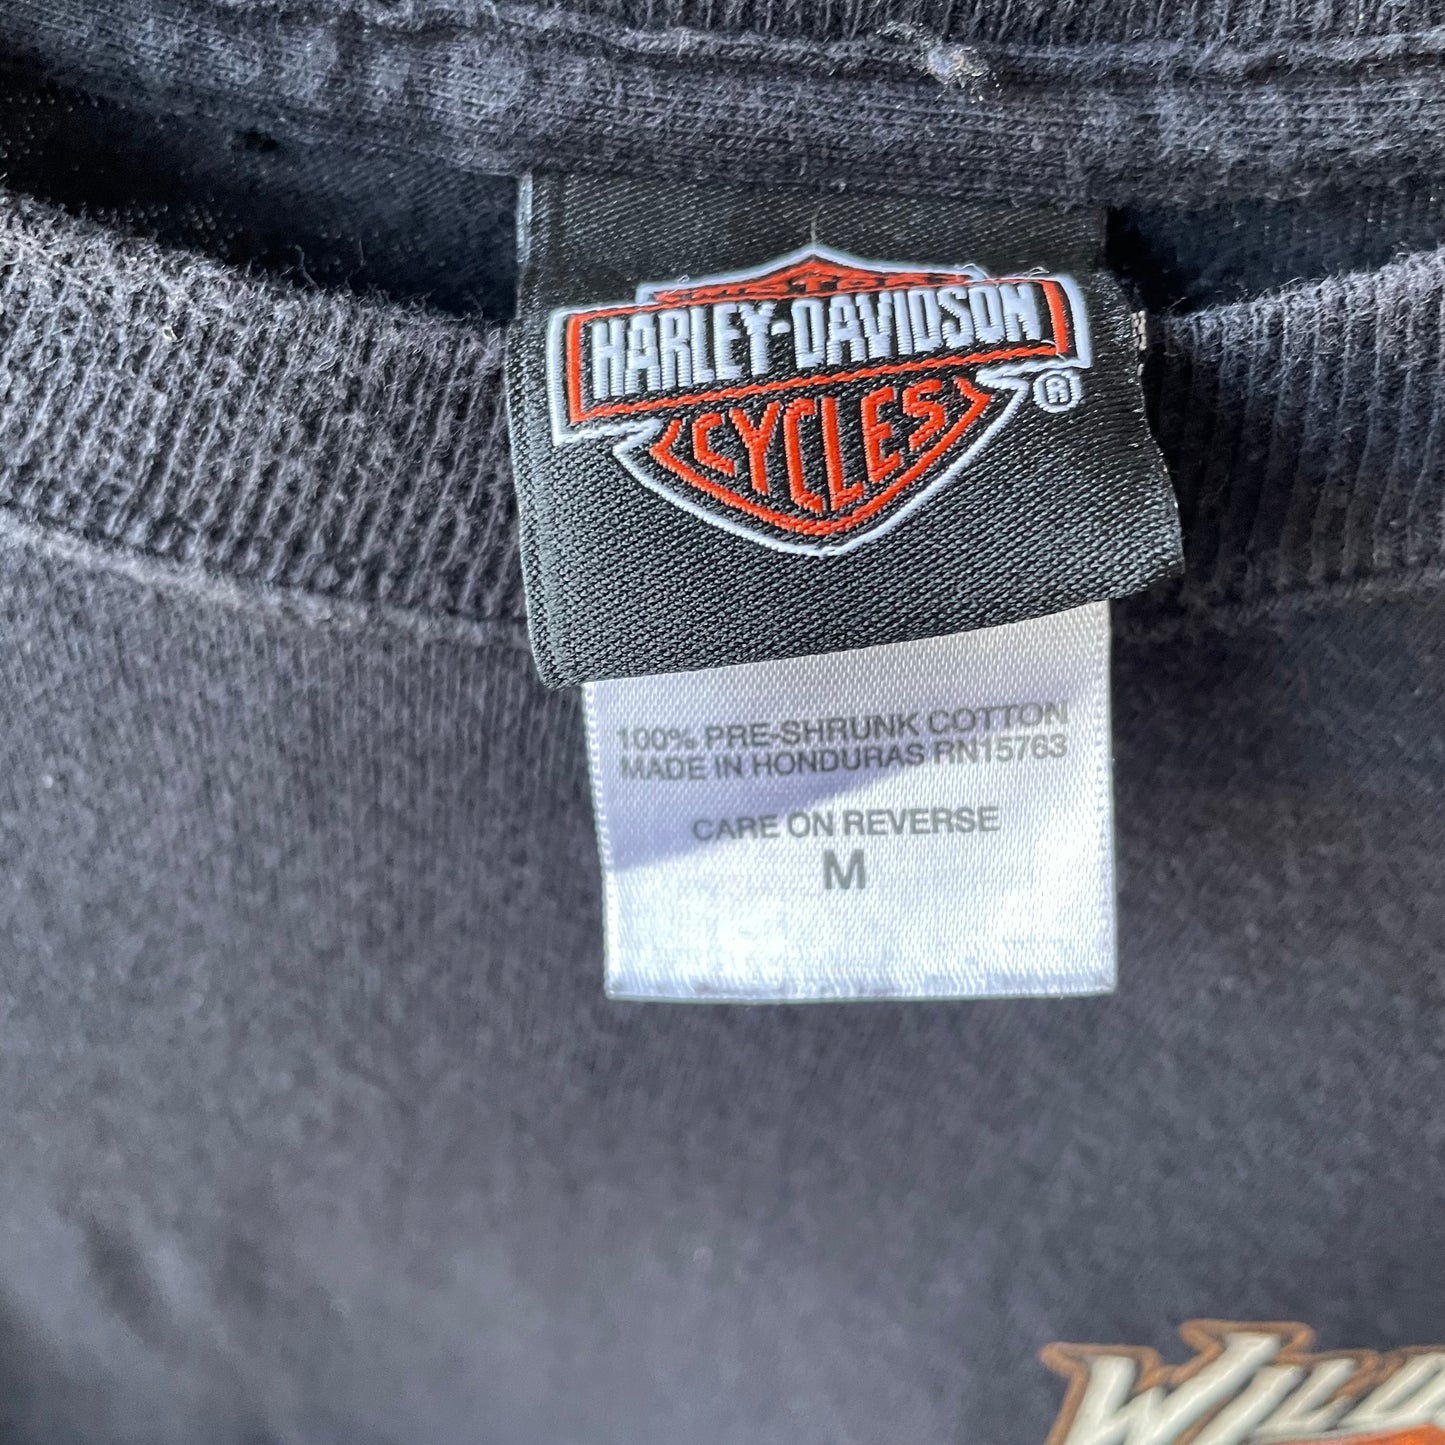 HARLEY-DAVIDSON
CYCLES
®
100% PRE-SHRUNK COTTON
MADE IN HONDURAS RN15763
CARE ON REVERSE
M